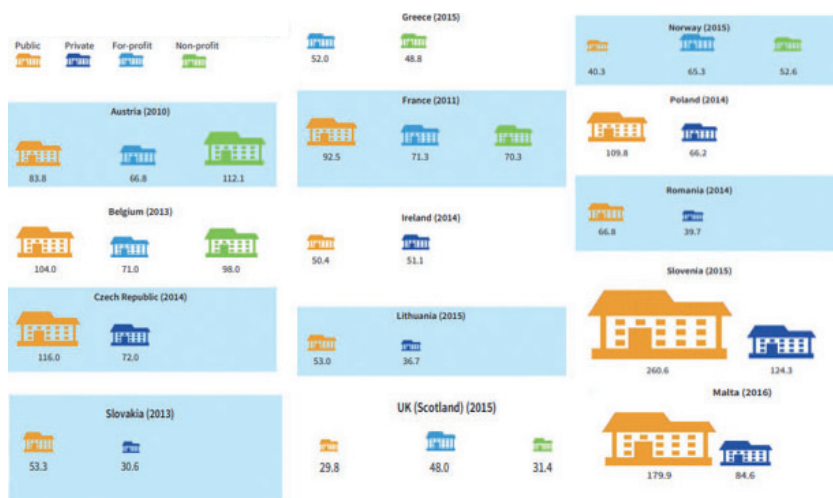 Public Private For-profit Non-profit
Austria (2010)
83.8 66.8 112.1
Belgium (2013)
104.0 71.0 98.0
Czech Republic (2014)
116.0 72.0
Slovakia (2013)
53.3 30.6
Greece (2015)
52.0 48.8
France (2011)
92.5 71.3 70.3
Ireland (2014)
50.4 51.1
Lithuania (2015)
53.0 36.7
UK (Scotland) (2015)
29.8 48.0 31.4
Norway (2015)
40.3 65.3 52.6
Poland (2014)
109.8 66.2
Romania (2014)
66.8 39.7
Slovenia (2015)
260.6 124.3
Malta (2016)
179.9 84.6